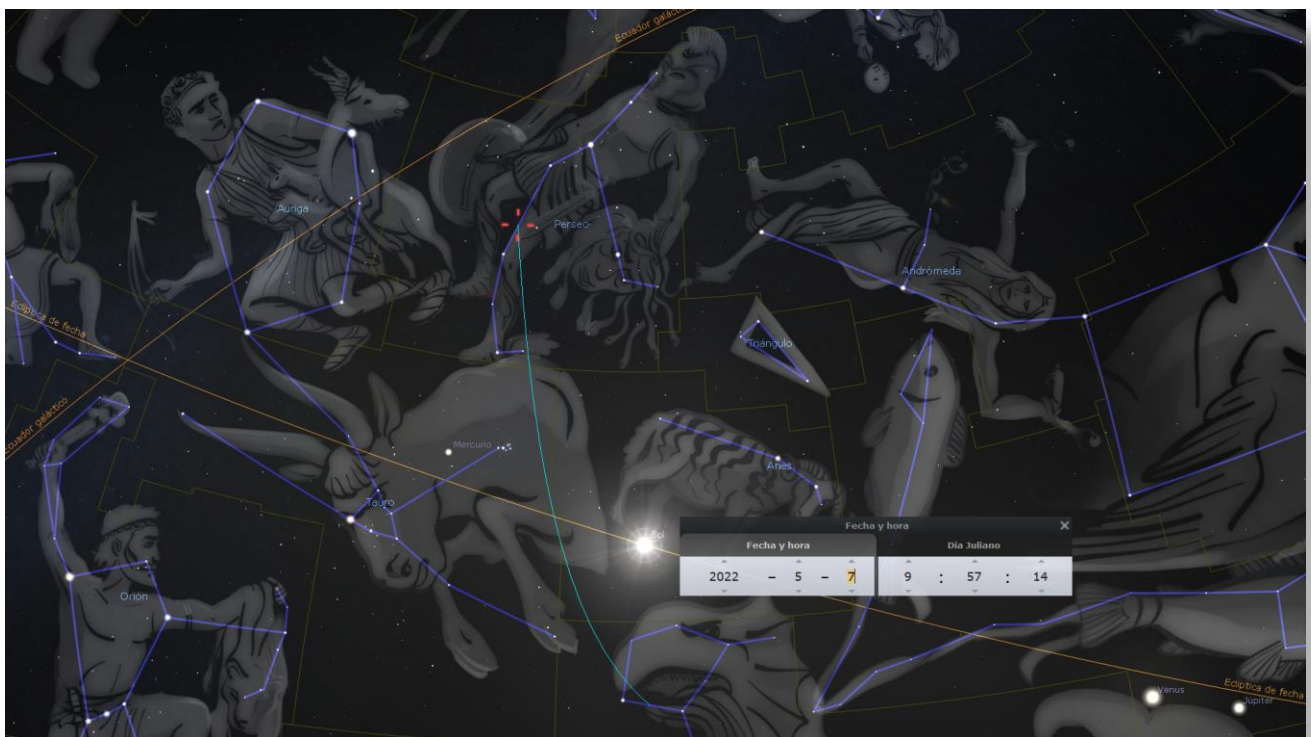 Ecuador galáctico
Auriga
Perseo
Andrómeda
Eclíptica de fecha
Triángulo
Ecuador galáctico
Mercurio
Aries
Tauro
Sol
Fecha y hora
Fecha y hora
Día Juliano
2022 - 5 - 7
9 : 57 : 14
Orión
Eclíptica de fecha
Venus
Júpiter